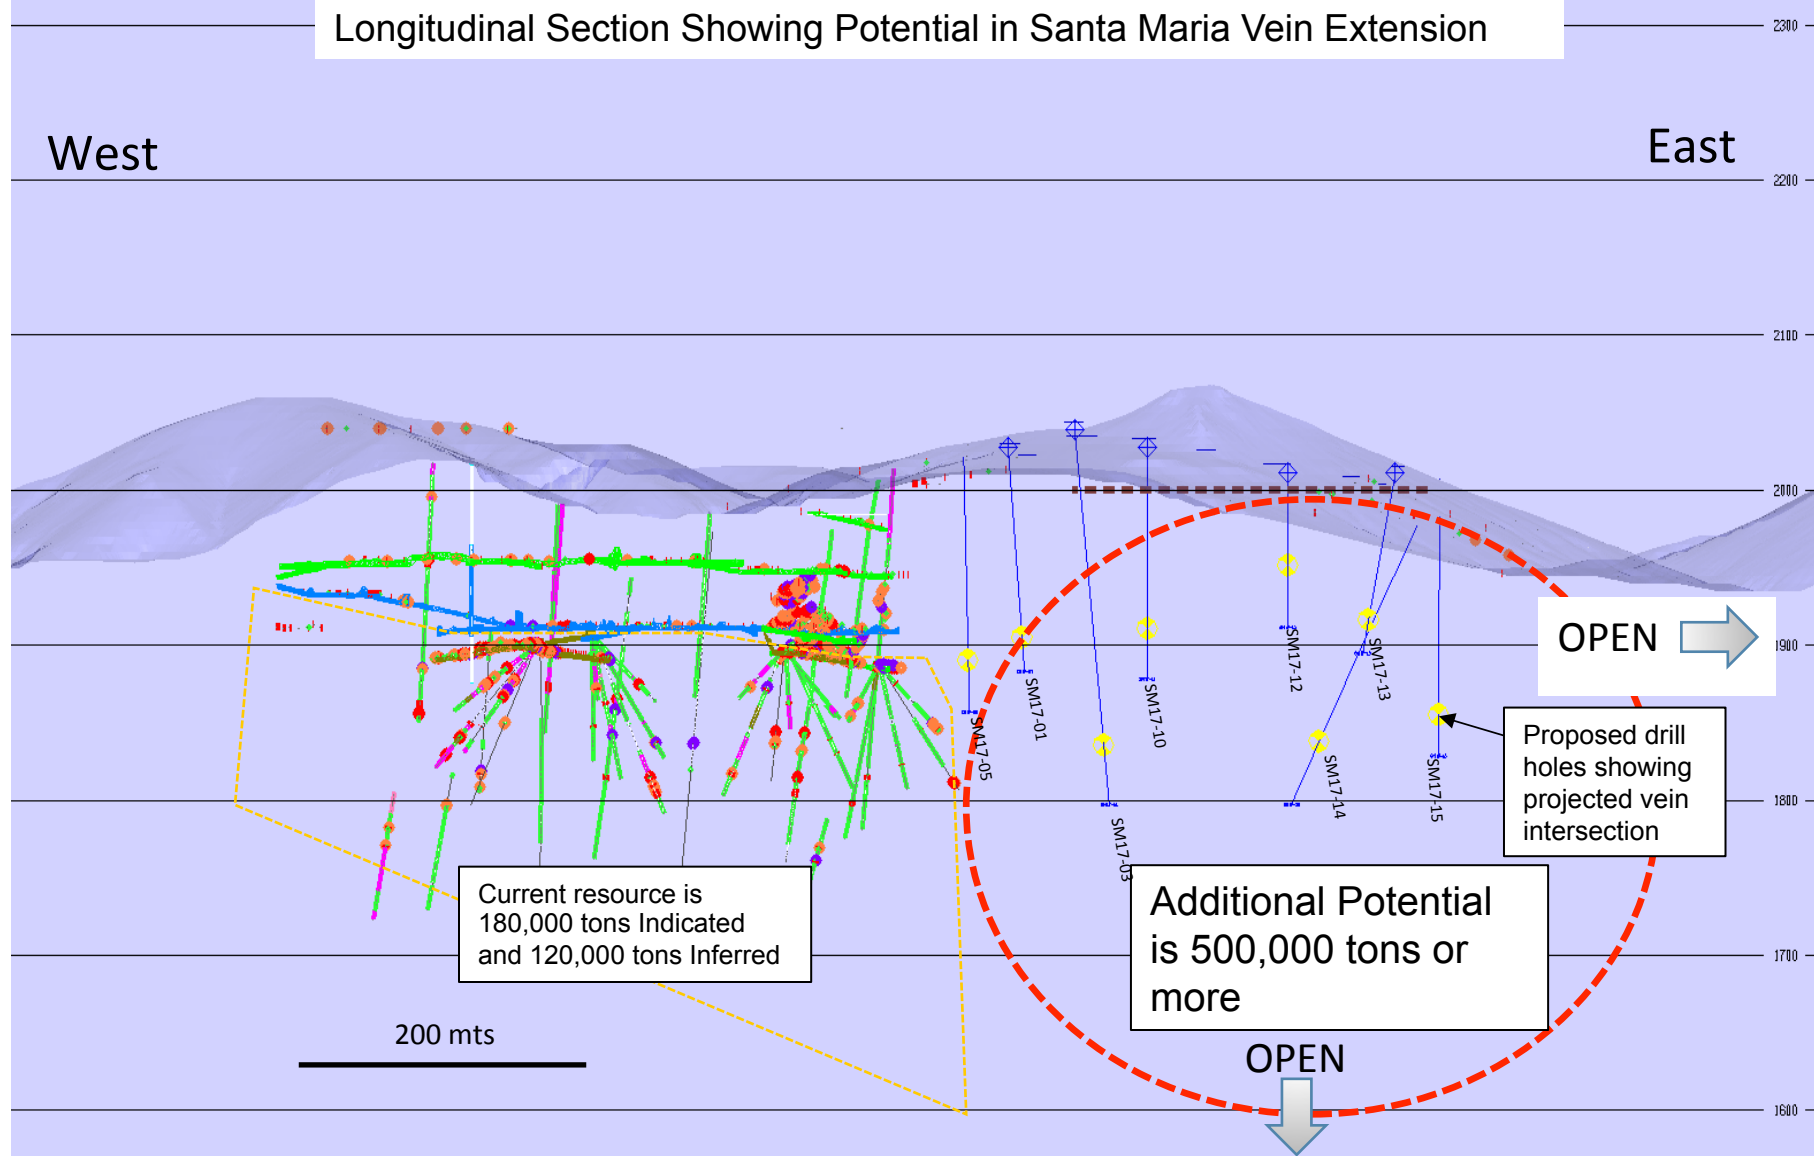 Longitudinal Section Showing Potential in Santa Maria Vein Extension
2300
West
East
2200
2100
2000
1900
OPEN
SM17-05
SM17-01
SM17-03
SM17-10
SM17-12
SM17-13
SM17-14
SM17-15
Proposed drill
holes showing
projected vein
intersection
1800
Current resource is
180,000 tons Indicated
and 120,000 tons Inferred
Additional Potential
is 500,000 tons or
more
1700
200 mts
OPEN
1600